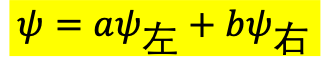 ψ = aψ左 + bψ右